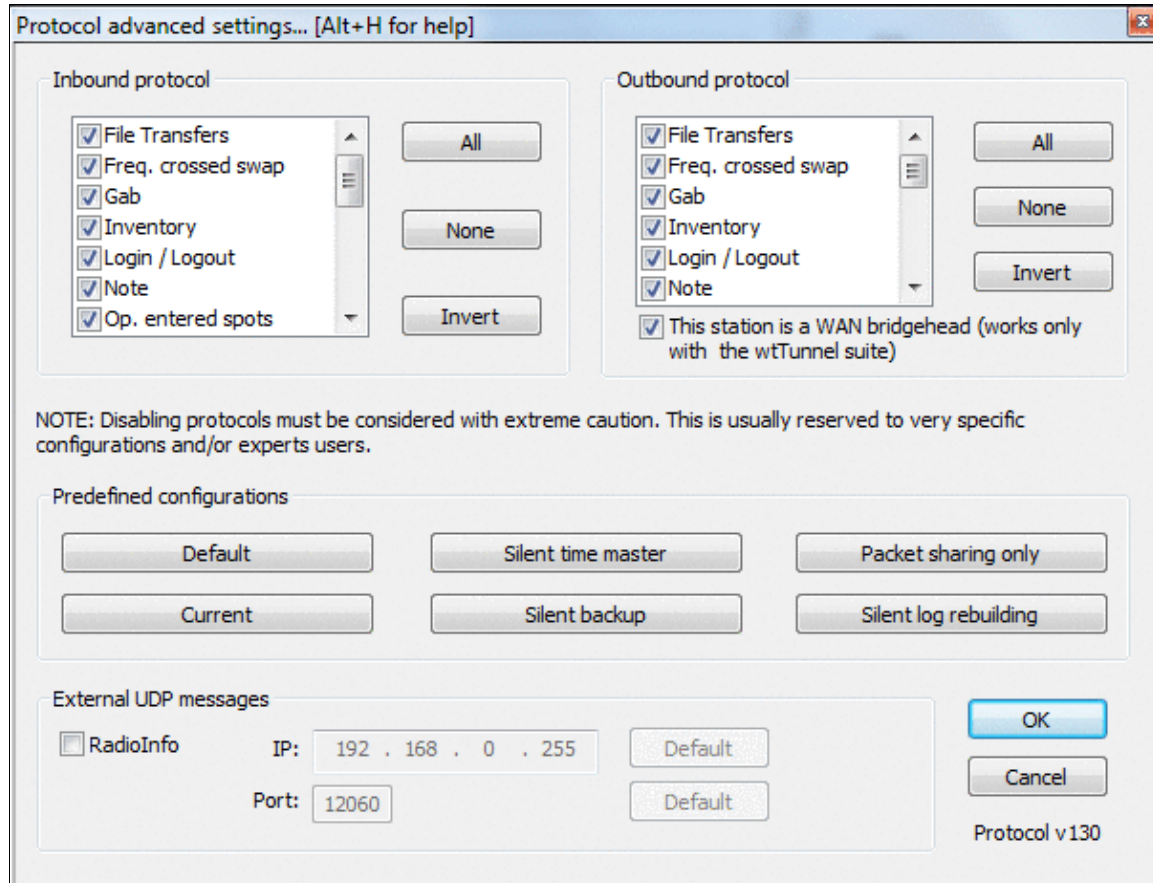 Protocol advanced settings... [Alt+H for help]
Inbound protocol
File Transfers
Freq. crossed swap
Gab
Inventory
Login / Logout
Note
Op. entered spots
All
None
Invert
Outbound protocol
File Transfers
Freq. crossed swap
Gab
Inventory
Login / Logout
Note
All
None
Invert
This station is a WAN bridgehead (works only
with the wtTunnel suite)
NOTE: Disabling protocols must be considered with extreme caution. This is usually reserved to very specific
configurations and/or experts users.
Predefined configurations
Default
Silent time master
Packet sharing only
Current
Silent backup
Silent log rebuilding
External UDP messages
RadioInfo
IP: 192 . 168 . 0 . 255
Default
Port: 12060
Default
OK
Cancel
Protocol v130